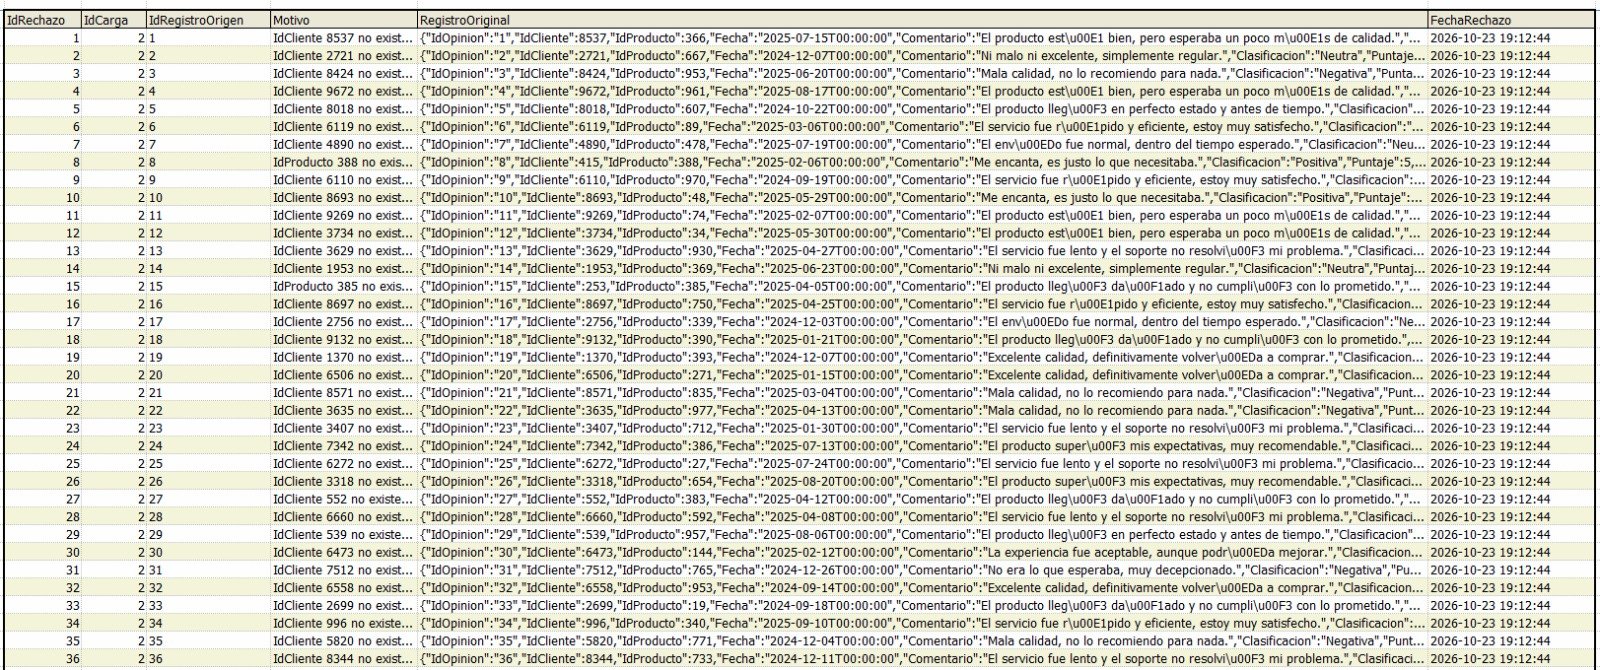 IdRechazo IdCarga IdRegistroOrigen Motivo RegistroOriginal FechaRechazo
1 2 1 IdCliente 8537 no exist... {"IdOpinion":"1","IdCliente":8537,"IdProducto":366,"Fecha":"2025-07-15T00:00:00","Comentario":"El producto est\u00E1 bien, pero esperaba un poco m\u00E1s de calidad.","... 2026-10-23 19:12:44
2 2 2 IdCliente 2721 no exist... {"IdOpinion":"2","IdCliente":2721,"IdProducto":667,"Fecha":"2024-12-07T00:00:00","Comentario":"Ni malo ni excelente, simplemente regular.","Clasificacion":"Neutra","Puntaje... 2026-10-23 19:12:44
3 2 3 IdCliente 8424 no exist... {"IdOpinion":"3","IdCliente":8424,"IdProducto":953,"Fecha":"2025-06-20T00:00:00","Comentario":"Mala calidad, no lo recomiendo para nada.","Clasificacion":"Negativa","Punta... 2026-10-23 19:12:44
4 2 4 IdCliente 9672 no exist... {"IdOpinion":"4","IdCliente":9672,"IdProducto":961,"Fecha":"2025-08-17T00:00:00","Comentario":"El producto est\u00E1 bien, pero esperaba un poco m\u00E1s de calidad.","... 2026-10-23 19:12:44
5 2 5 IdCliente 8018 no exist... {"IdOpinion":"5","IdCliente":8018,"IdProducto":607,"Fecha":"2024-10-22T00:00:00","Comentario":"El producto lleg\u00F3 en perfecto estado y antes de tiempo.","Clasificacion"... 2026-10-23 19:12:44
6 2 6 IdCliente 6119 no exist... {"IdOpinion":"6","IdCliente":6119,"IdProducto":89,"Fecha":"2025-03-06T00:00:00","Comentario":"El servicio fue r\u00E1pido y eficiente, estoy muy satisfecho.","Clasificacion":"... 2026-10-23 19:12:44
7 2 7 IdCliente 4890 no exist... {"IdOpinion":"7","IdCliente":4890,"IdProducto":478,"Fecha":"2025-07-19T00:00:00","Comentario":"El env\u00EDo fue normal, dentro del tiempo esperado.","Clasificacion":"Neu... 2026-10-23 19:12:44
8 2 8 IdProducto 388 no exis... {"IdOpinion":"8","IdCliente":415,"IdProducto":388,"Fecha":"2025-02-06T00:00:00","Comentario":"Me encanta, es justo lo que necesitaba.","Clasificacion":"Positiva","Puntaje":5,... 2026-10-23 19:12:44
9 2 9 IdCliente 6110 no exist... {"IdOpinion":"9","IdCliente":6110,"IdProducto":970,"Fecha":"2024-09-19T00:00:00","Comentario":"El servicio fue r\u00E1pido y eficiente, estoy muy satisfecho.","Clasificacion":... 2026-10-23 19:12:44
10 2 10 IdCliente 8693 no exist... {"IdOpinion":"10","IdCliente":8693,"IdProducto":48,"Fecha":"2025-05-29T00:00:00","Comentario":"Me encanta, es justo lo que necesitaba.","Clasificacion":"Positiva","Puntaje":... 2026-10-23 19:12:44
11 2 11 IdCliente 9269 no exist... {"IdOpinion":"11","IdCliente":9269,"IdProducto":74,"Fecha":"2025-02-07T00:00:00","Comentario":"El producto est\u00E1 bien, pero esperaba un poco m\u00E1s de calidad.","... 2026-10-23 19:12:44
12 2 12 IdCliente 3734 no exist... {"IdOpinion":"12","IdCliente":3734,"IdProducto":34,"Fecha":"2025-05-30T00:00:00","Comentario":"El producto est\u00E1 bien, pero esperaba un poco m\u00E1s de calidad.","... 2026-10-23 19:12:44
13 2 13 IdCliente 3629 no exist... {"IdOpinion":"13","IdCliente":3629,"IdProducto":930,"Fecha":"2025-04-27T00:00:00","Comentario":"El servicio fue lento y el soporte no resolvi\u00F3 mi problema.","Clasificaci... 2026-10-23 19:12:44
14 2 14 IdCliente 1953 no exist... {"IdOpinion":"14","IdCliente":1953,"IdProducto":369,"Fecha":"2025-06-23T00:00:00","Comentario":"Ni malo ni excelente, simplemente regular.","Clasificacion":"Neutra","Puntaj... 2026-10-23 19:12:44
15 2 15 IdProducto 385 no exis... {"IdOpinion":"15","IdCliente":253,"IdProducto":385,"Fecha":"2025-04-05T00:00:00","Comentario":"El producto lleg\u00F3 da\u00F1ado y no cumpli\u00F3 con lo prometido.","... 2026-10-23 19:12:44
16 2 16 IdCliente 8697 no exist... {"IdOpinion":"16","IdCliente":8697,"IdProducto":750,"Fecha":"2025-04-25T00:00:00","Comentario":"El servicio fue r\u00E1pido y eficiente, estoy muy satisfecho.","Clasificacion... 2026-10-23 19:12:44
17 2 17 IdCliente 2756 no exist... {"IdOpinion":"17","IdCliente":2756,"IdProducto":339,"Fecha":"2024-12-03T00:00:00","Comentario":"El env\u00EDo fue normal, dentro del tiempo esperado.","Clasificacion":"Ne... 2026-10-23 19:12:44
18 2 18 IdCliente 9132 no exist... {"IdOpinion":"18","IdCliente":9132,"IdProducto":390,"Fecha":"2025-01-21T00:00:00","Comentario":"El producto lleg\u00F3 da\u00F1ado y no cumpli\u00F3 con lo prometido.",... 2026-10-23 19:12:44
19 2 19 IdCliente 1370 no exist... {"IdOpinion":"19","IdCliente":1370,"IdProducto":393,"Fecha":"2024-12-07T00:00:00","Comentario":"Excelente calidad, definitivamente volver\u00EDa a comprar.","Clasificacion... 2026-10-23 19:12:44
20 2 20 IdCliente 6506 no exist... {"IdOpinion":"20","IdCliente":6506,"IdProducto":271,"Fecha":"2025-01-15T00:00:00","Comentario":"Excelente calidad, definitivamente volver\u00EDa a comprar.","Clasificacion... 2026-10-23 19:12:44
21 2 21 IdCliente 8571 no exist... {"IdOpinion":"21","IdCliente":8571,"IdProducto":835,"Fecha":"2025-03-04T00:00:00","Comentario":"Mala calidad, no lo recomiendo para nada.","Clasificacion":"Negativa","Punt... 2026-10-23 19:12:44
22 2 22 IdCliente 3635 no exist... {"IdOpinion":"22","IdCliente":3635,"IdProducto":977,"Fecha":"2025-04-13T00:00:00","Comentario":"Mala calidad, no lo recomiendo para nada.","Clasificacion":"Negativa","Punt... 2026-10-23 19:12:44
23 2 23 IdCliente 3407 no exist... {"IdOpinion":"23","IdCliente":3407,"IdProducto":712,"Fecha":"2025-01-30T00:00:00","Comentario":"El servicio fue lento y el soporte no resolvi\u00F3 mi problema.","Clasificaci... 2026-10-23 19:12:44
24 2 24 IdCliente 7342 no exist... {"IdOpinion":"24","IdCliente":7342,"IdProducto":386,"Fecha":"2025-07-13T00:00:00","Comentario":"El producto super\u00F3 mis expectativas, muy recomendable.","Clasificaci... 2026-10-23 19:12:44
25 2 25 IdCliente 6272 no exist... {"IdOpinion":"25","IdCliente":6272,"IdProducto":27,"Fecha":"2025-07-24T00:00:00","Comentario":"El servicio fue lento y el soporte no resolvi\u00F3 mi problema.","Clasificacio... 2026-10-23 19:12:44
26 2 26 IdCliente 3318 no exist... {"IdOpinion":"26","IdCliente":3318,"IdProducto":654,"Fecha":"2025-08-20T00:00:00","Comentario":"El producto super\u00F3 mis expectativas, muy recomendable.","Clasificaci... 2026-10-23 19:12:44
27 2 27 IdCliente 552 no existe... {"IdOpinion":"27","IdCliente":552,"IdProducto":383,"Fecha":"2025-04-12T00:00:00","Comentario":"El producto lleg\u00F3 da\u00F1ado y no cumpli\u00F3 con lo prometido.","... 2026-10-23 19:12:44
28 2 28 IdCliente 6660 no exist... {"IdOpinion":"28","IdCliente":6660,"IdProducto":592,"Fecha":"2025-04-08T00:00:00","Comentario":"El servicio fue lento y el soporte no resolvi\u00F3 mi problema.","Clasificaci... 2026-10-23 19:12:44
29 2 29 IdCliente 539 no existe... {"IdOpinion":"29","IdCliente":539,"IdProducto":957,"Fecha":"2025-08-06T00:00:00","Comentario":"El producto lleg\u00F3 en perfecto estado y antes de tiempo.","Clasificacion... 2026-10-23 19:12:44
30 2 30 IdCliente 6473 no exist... {"IdOpinion":"30","IdCliente":6473,"IdProducto":144,"Fecha":"2025-02-12T00:00:00","Comentario":"La experiencia fue aceptable, aunque podr\u00EDa mejorar.","Clasificacion... 2026-10-23 19:12:44
31 2 31 IdCliente 7512 no exist... {"IdOpinion":"31","IdCliente":7512,"IdProducto":765,"Fecha":"2024-12-26T00:00:00","Comentario":"No era lo que esperaba, muy decepcionado.","Clasificacion":"Negativa","Pu... 2026-10-23 19:12:44
32 2 32 IdCliente 6558 no exist... {"IdOpinion":"32","IdCliente":6558,"IdProducto":953,"Fecha":"2024-09-14T00:00:00","Comentario":"Excelente calidad, definitivamente volver\u00EDa a comprar.","Clasificacion... 2026-10-23 19:12:44
33 2 33 IdCliente 2699 no exist... {"IdOpinion":"33","IdCliente":2699,"IdProducto":19,"Fecha":"2024-09-18T00:00:00","Comentario":"El producto lleg\u00F3 da\u00F1ado y no cumpli\u00F3 con lo prometido.","... 2026-10-23 19:12:44
34 2 34 IdCliente 996 no existe... {"IdOpinion":"34","IdCliente":996,"IdProducto":340,"Fecha":"2025-09-10T00:00:00","Comentario":"El servicio fue r\u00E1pido y eficiente, estoy muy satisfecho.","Clasificacion":... 2026-10-23 19:12:44
35 2 35 IdCliente 5820 no exist... {"IdOpinion":"35","IdCliente":5820,"IdProducto":771,"Fecha":"2024-12-04T00:00:00","Comentario":"Mala calidad, no lo recomiendo para nada.","Clasificacion":"Negativa","Punt... 2026-10-23 19:12:44
36 2 36 IdCliente 8344 no exist... {"IdOpinion":"36","IdCliente":8344,"IdProducto":733,"Fecha":"2024-12-11T00:00:00","Comentario":"El servicio fue lento y el soporte no resolvi\u00F3 mi problema.","Clasificaci... 2026-10-23 19:12:44